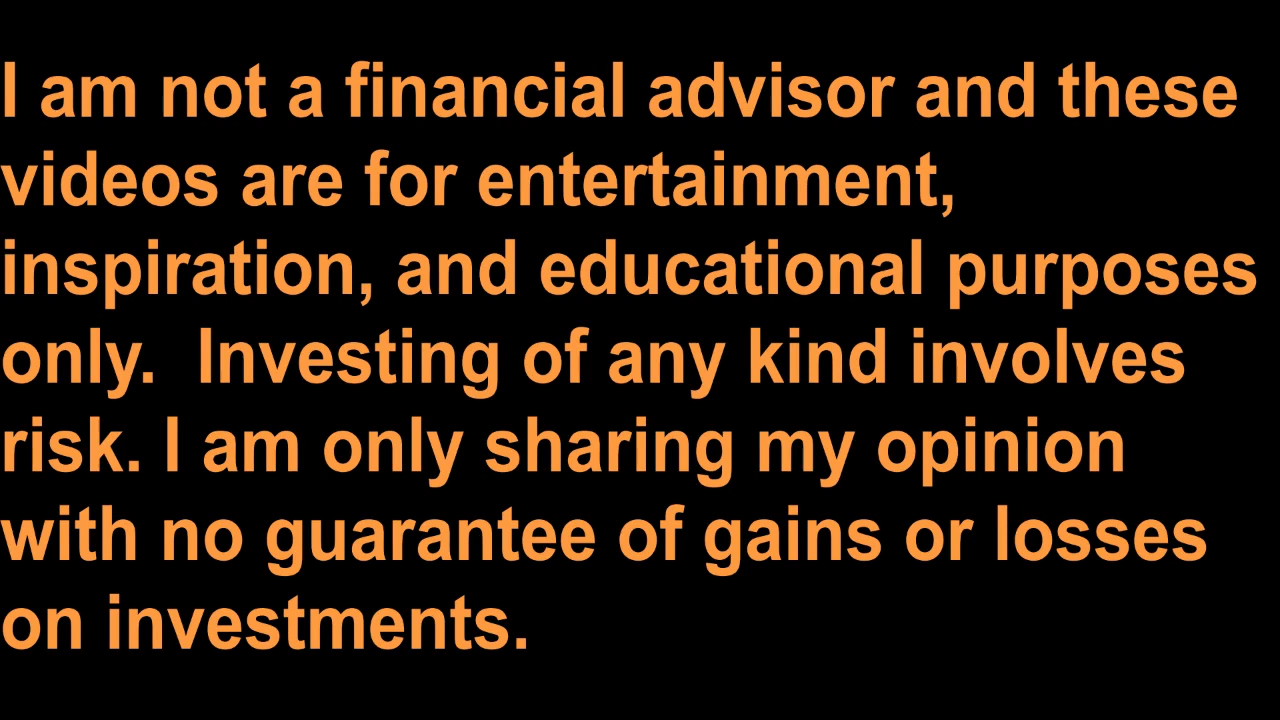 I am not a financial advisor and these
videos are for entertainment,
inspiration, and educational purposes
only.  Investing of any kind involves
risk. I am only sharing my opinion
with no guarantee of gains or losses
on investments.